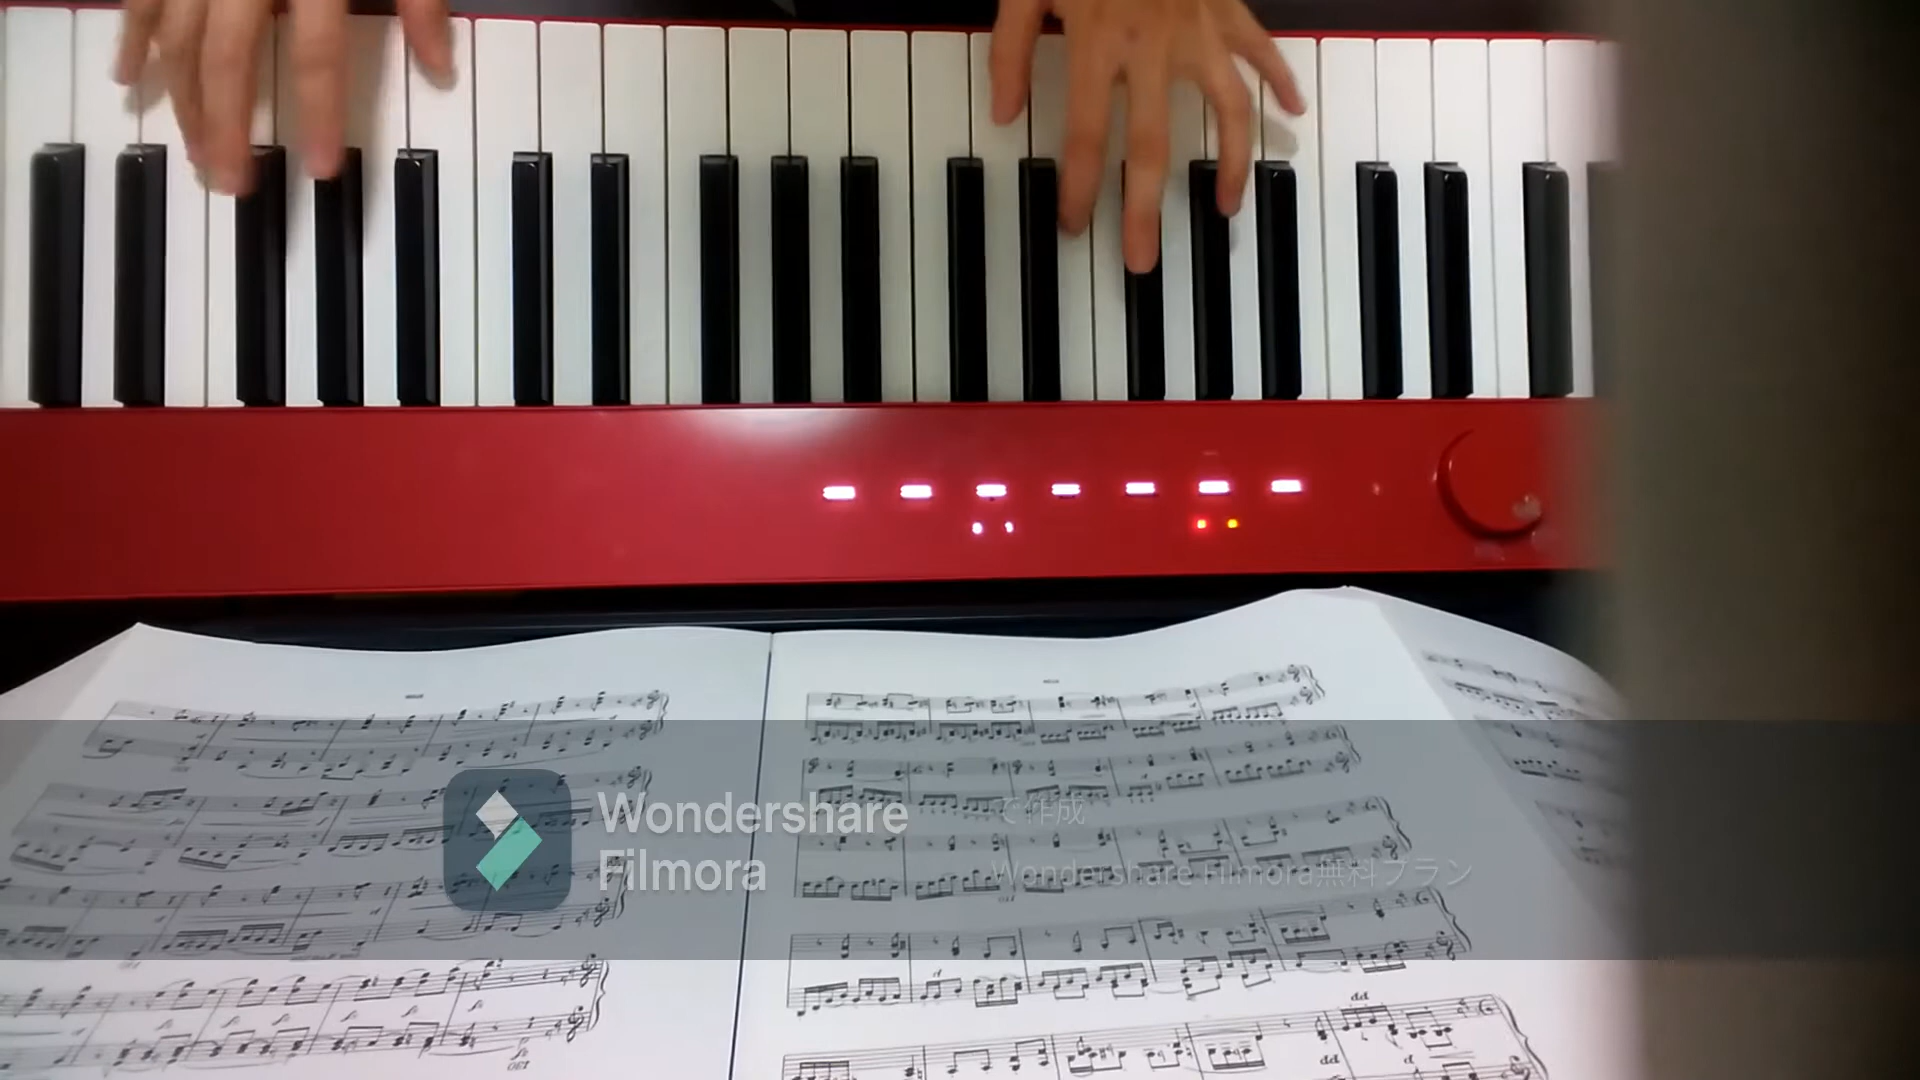 Wondershare
Filmora
で作成
Wondershare Filmora無料プラン